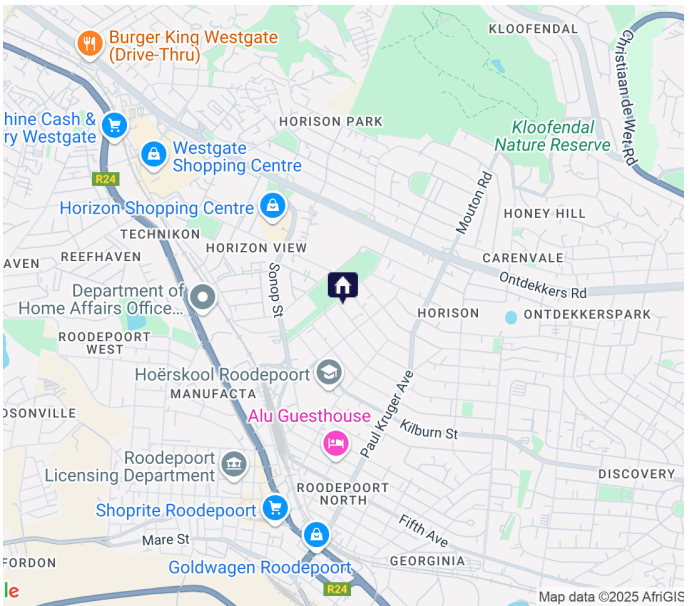 KLOOFENDAL
Burger King Westgate
(Drive-Thru)
Christiaan de Wet Rd
hine Cash &
ry Westgate
HORISON PARK
Kloofendal
Nature Reserve
Westgate
Shopping Centre
R24
Mouton Rd
Horizon Shopping Centre
HONEY HILL
TECHNIKON
HORIZON VIEW
AVEN
REEFHAVEN
CARENVALE
Sonop St
Ontdekkers Rd
Department of
Home Affairs Office...
HORISON
ONTDEKKERSPARK
ROODEPOORT
WEST
Hoërskool Roodepoort
MANUFACTA
DSONVILLE
Alu Guesthouse
Paul Kruger Ave
Kilburn St
Roodepoort
Licensing Department
DISCOVERY
ROODEPOORT
NORTH
Shoprite Roodepoort
Fifth Ave
Mare St
FORDON
Goldwagen Roodepoort
GEORGINIA
R24
le
Map data ©2025 AfriGIS